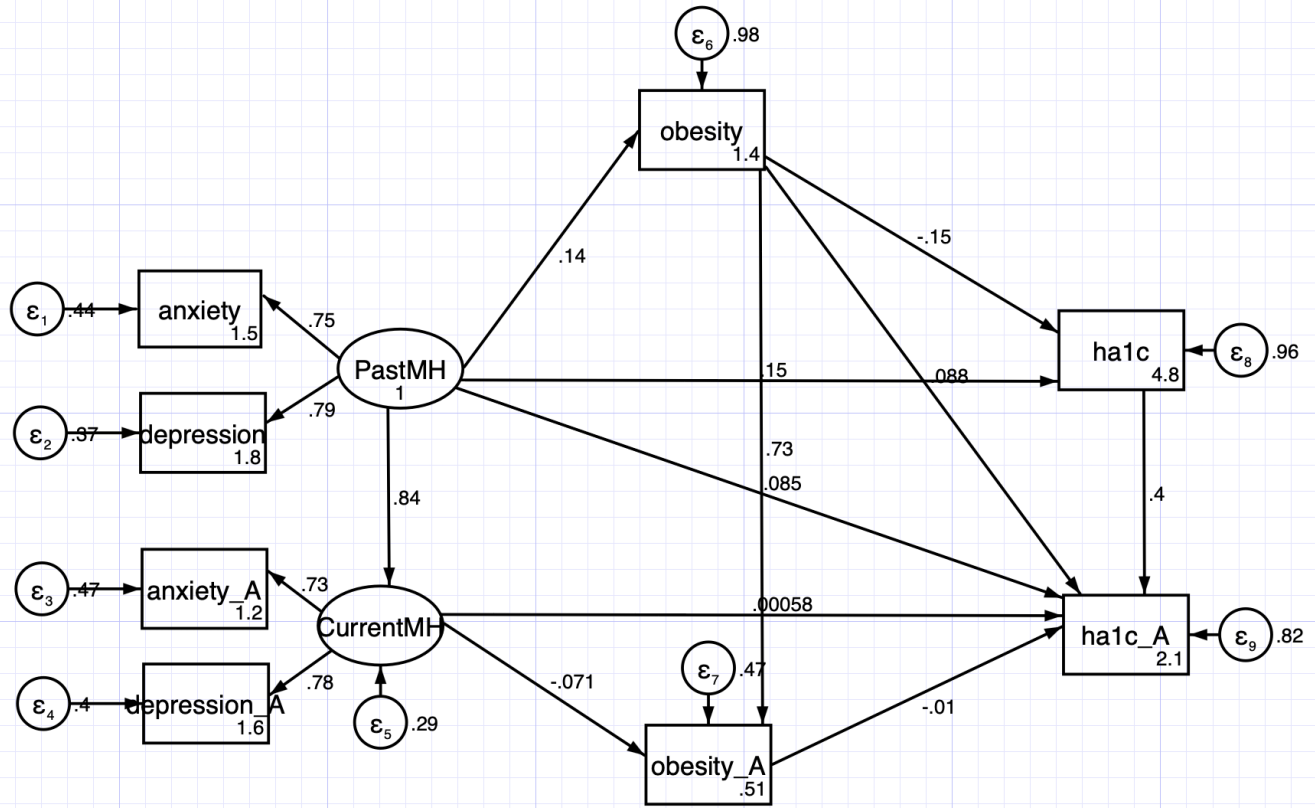 ε6 .98
obesity
1.4
.14
-.15
ε1 .44
anxiety
1.5
.75
PastMH
1
.15
.088
ha1c
4.8
ε8 .96
.79
ε2 .37
depression
1.8
.73
.085
.84
.4
ε3 .47
anxiety_A
1.2
.73
CurrentMH
.00058
ha1c_A
2.1
ε9 .82
ε7 .47
-.071
-.01
.78
ε4 .4
depression_A
1.6
ε5 .29
obesity_A
.51